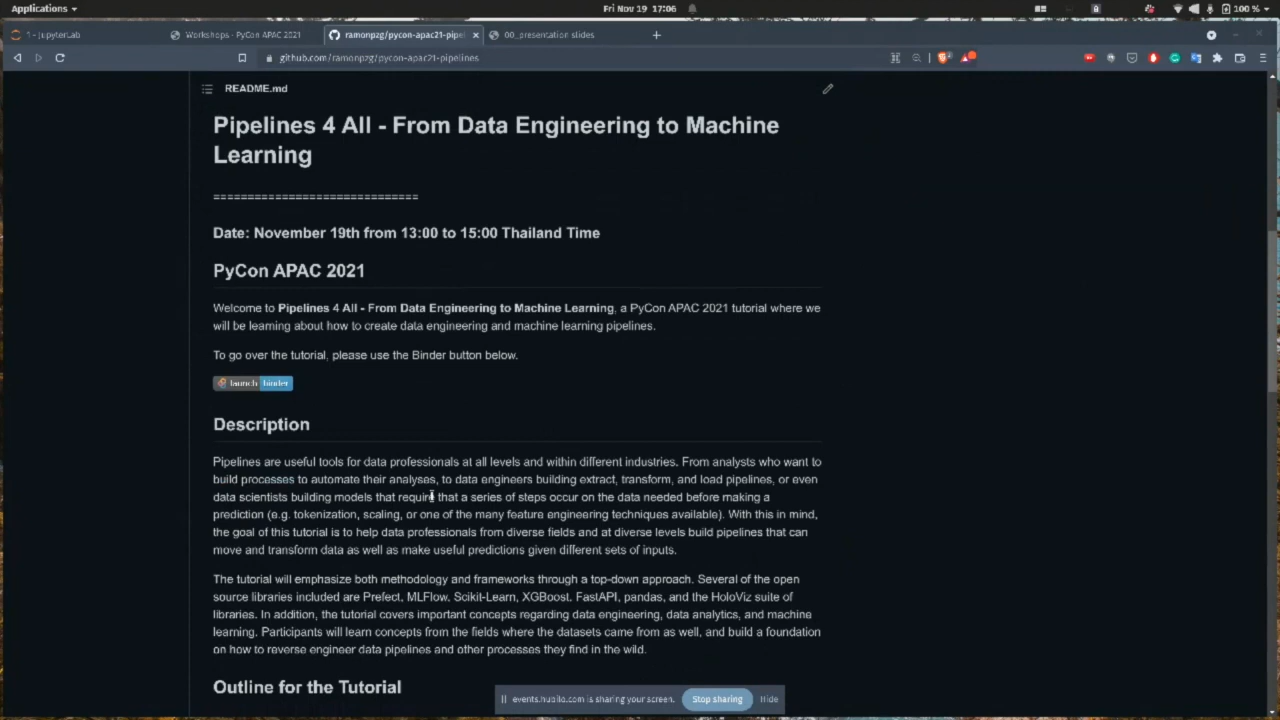 Applications
Fri Nov 19 17:06
100 %
1 - JupyterLab
Workshops - PyCon APAC 2021
ramonpzg/pycon-apac21-pipel
00_presentation slides
github.com/ramonpzg/pycon-apac21-pipelines
README.md
Pipelines 4 All - From Data Engineering to Machine
Learning
==============================
Date: November 19th from 13:00 to 15:00 Thailand Time
PyCon APAC 2021
Welcome to Pipelines 4 All - From Data Engineering to Machine Learning, a PyCon APAC 2021 tutorial where we
will be learning about how to create data engineering and machine learning pipelines.
To go over the tutorial, please use the Binder button below.
launch binder
Description
Pipelines are useful tools for data professionals at all levels and within different industries. From analysts who want to
build processes to automate their analyses, to data engineers building extract, transform, and load pipelines, or even
data scientists building models that require that a series of steps occur on the data needed before making a
prediction (e.g. tokenization, scaling, or one of the many feature engineering techniques available). With this in mind,
the goal of this tutorial is to help data professionals from diverse fields and at diverse levels build pipelines that can
move and transform data as well as make useful predictions given different sets of inputs.
The tutorial will emphasize both methodology and frameworks through a top-down approach. Several of the open
source libraries included are Prefect, MLFlow, Scikit-Learn, XGBoost, FastAPI, pandas, and the HoloViz suite of
libraries. In addition, the tutorial covers important concepts regarding data engineering, data analytics, and machine
learning. Participants will learn concepts from the fields where the datasets came from as well, and build a foundation
on how to reverse engineer data pipelines and other processes they find in the wild.
Outline for the Tutorial
events.hubilo.com is sharing your screen.
Stop sharing
Hide